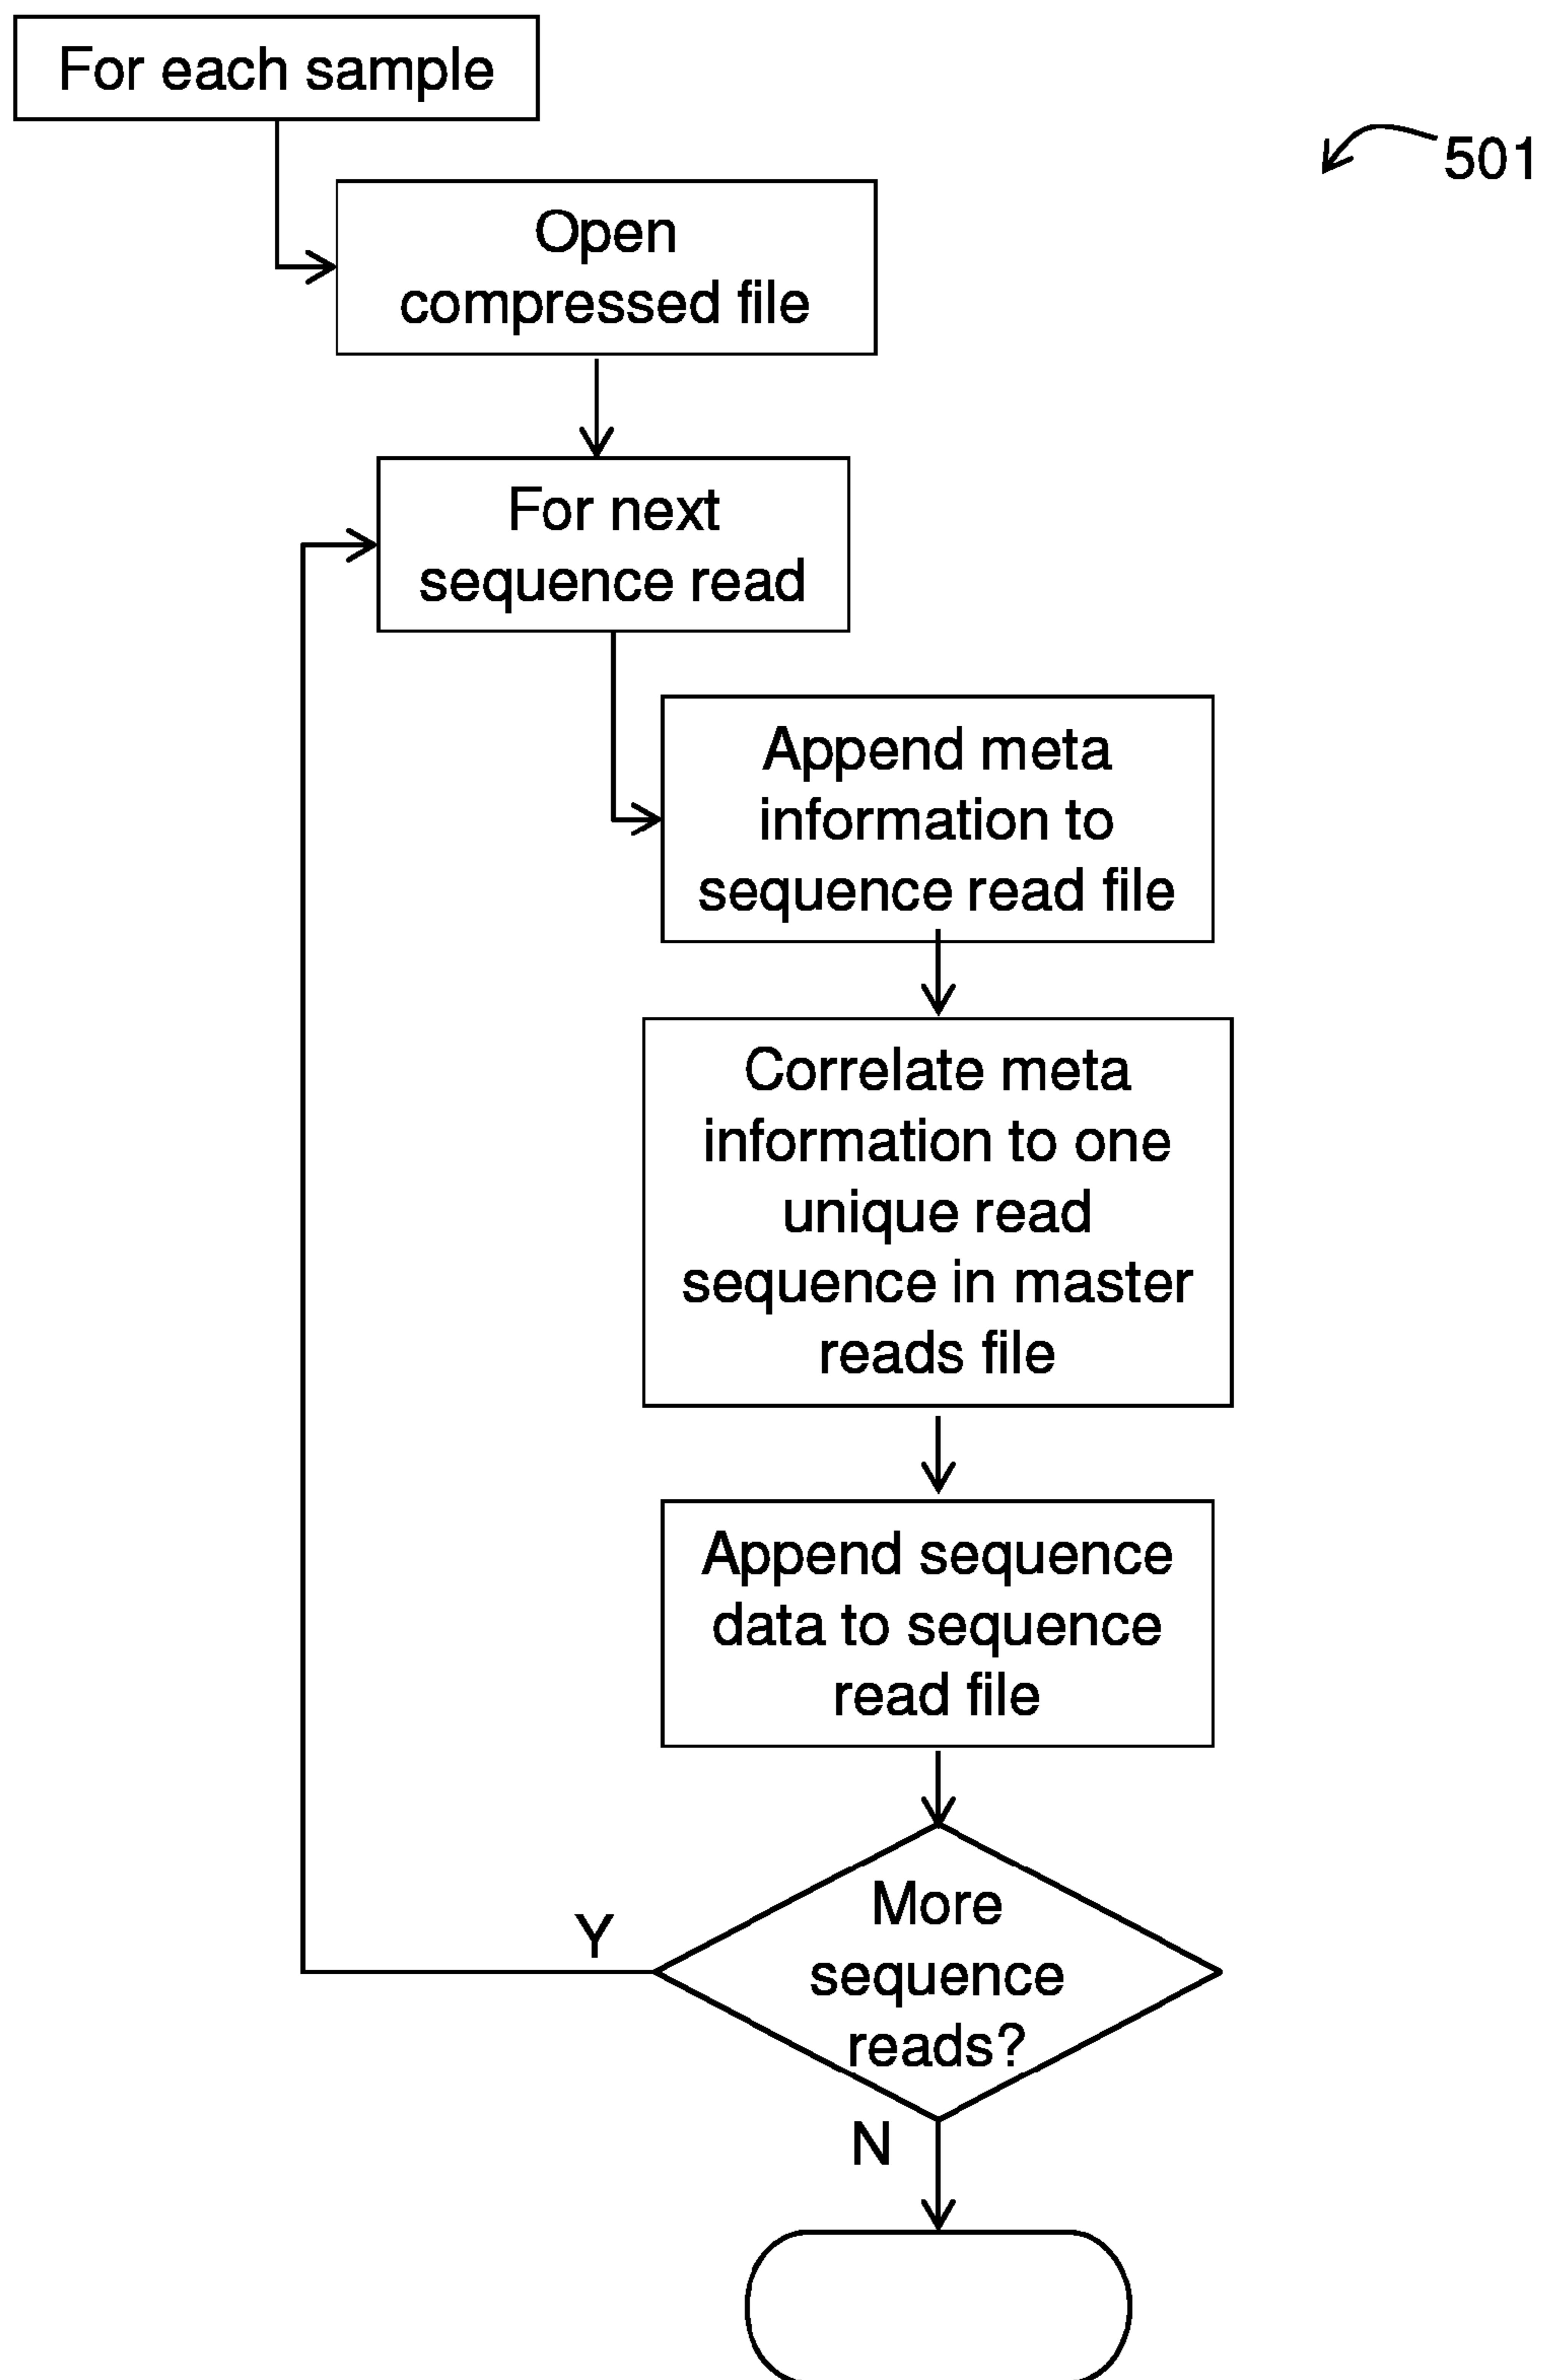 For each sample
501
Open
compressed file
For next
sequence read
Append meta
information to
sequence read file
Correlate meta
information to one
unique read
sequence in master
reads file
Append sequence
data to sequence
read file
More
sequence
reads?
Y
N